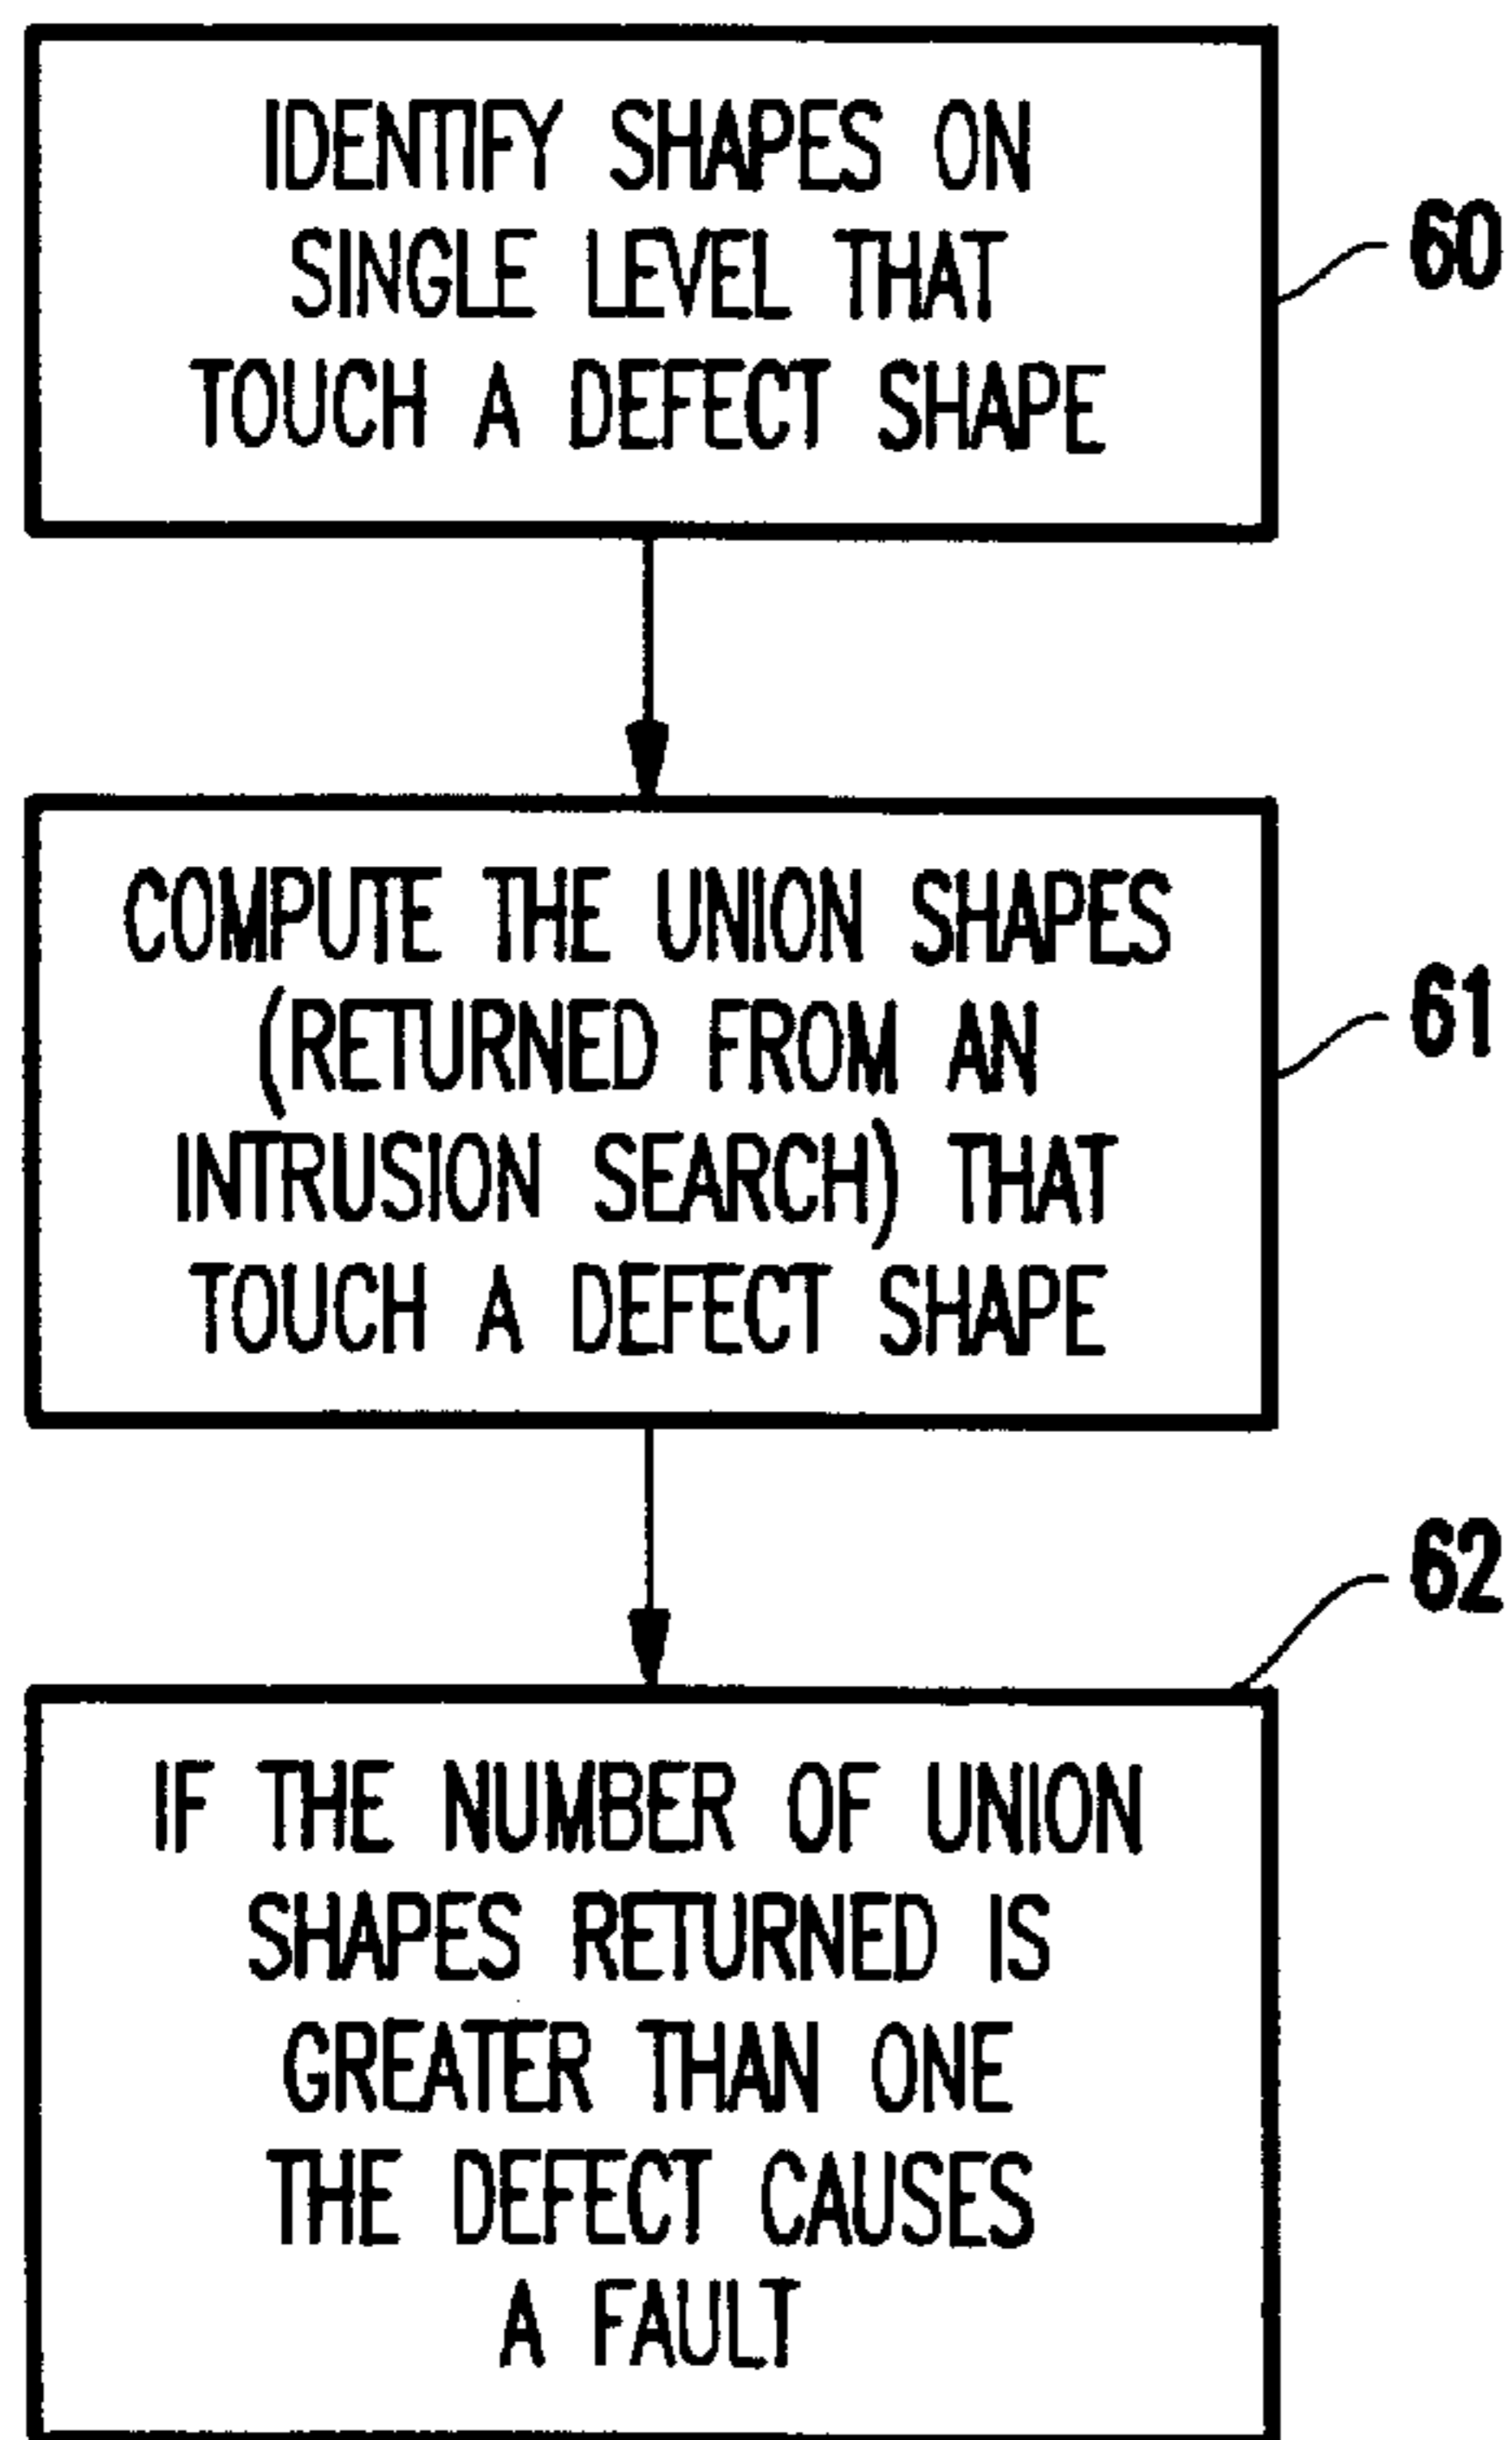 IDENTIFY SHAPES ON
SINGLE LEVEL THAT
TOUCH A DEFECT SHAPE
60
COMPUTE THE UNION SHAPES
(RETURNED FROM AN
INTRUSION SEARCH) THAT
TOUCH A DEFECT SHAPE
61
62
IF THE NUMBER OF UNION
SHAPES RETURNED IS
GREATER THAN ONE
THE DEFECT CAUSES
A FAULT